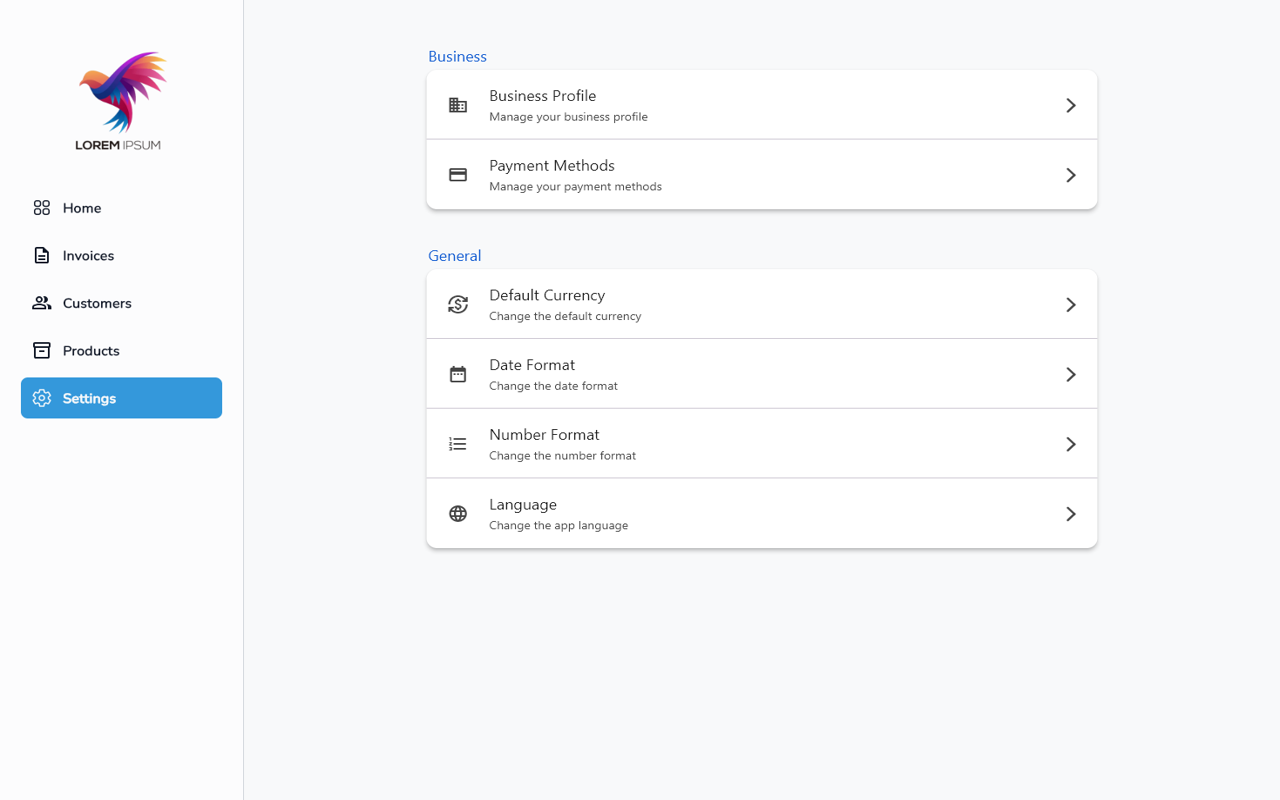 LOREM IPSUM
Home
Invoices
Customers
Products
Settings
Business
Business Profile
Manage your business profile
Payment Methods
Manage your payment methods
General
Default Currency
Change the default currency
Date Format
Change the date format
Number Format
Change the number format
Language
Change the app language